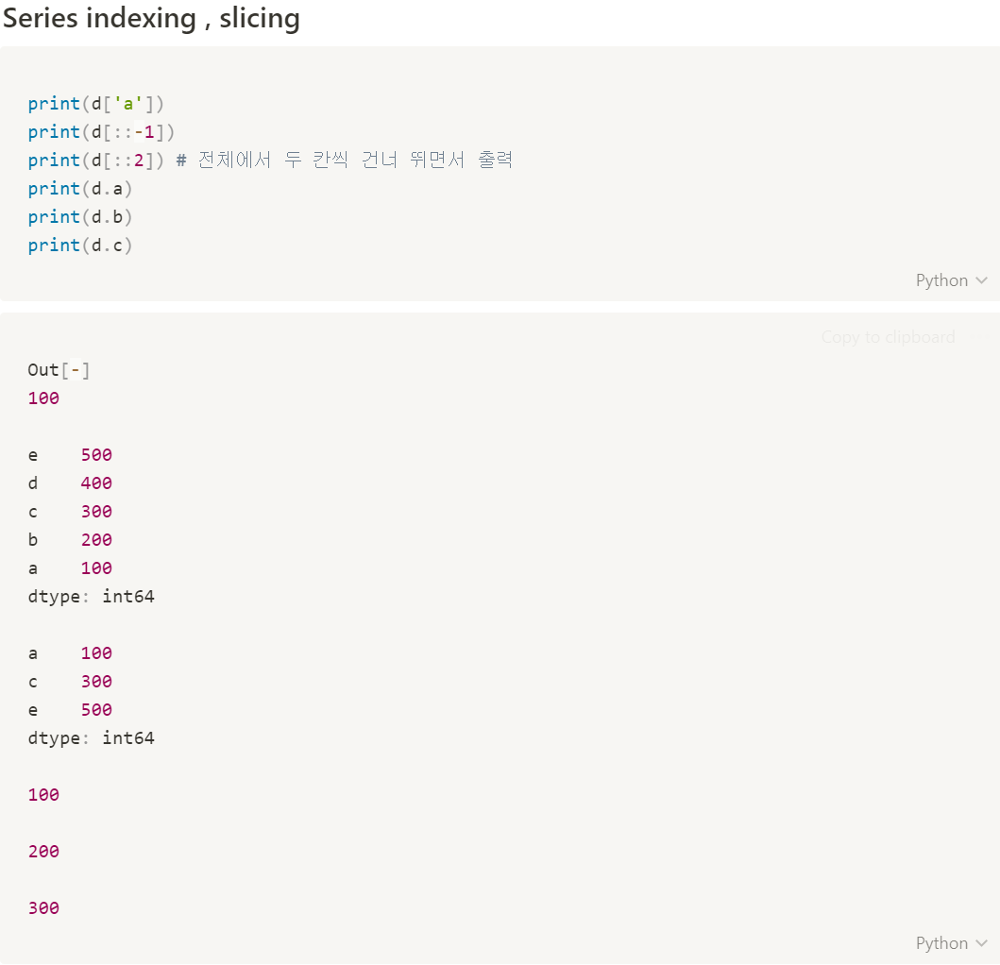 Series indexing , slicing
print(d['a'])
print(d[::-1])
print(d[::2]) # 전체에서 두 칸씩 건너 뛰면서 출력
print(d.a)
print(d.b)
print(d.c)
Python
Copy to clipboard
Out[-]
100
e    500
d    400
c    300
b    200
a    100
dtype: int64
a    100
c    300
e    500
dtype: int64
100
200
300
Python